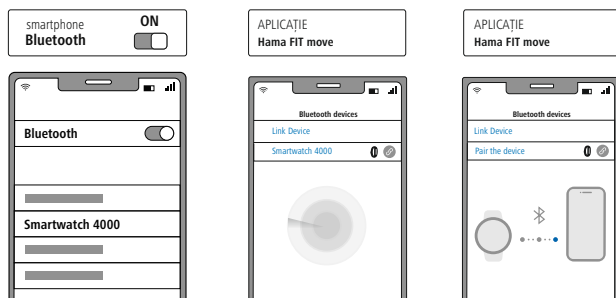 smartphone
Bluetooth
ON
Bluetooth
Smartwatch 4000
APLICAȚIE
Hama FIT move
Bluetooth devices
Link Device
Smartwatch 4000
APLICAȚIE
Hama FIT move
Bluetooth devices
Link Device
Pair the device